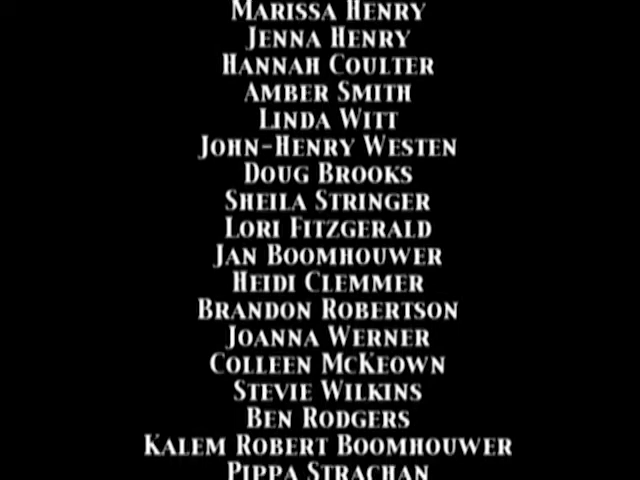 Marissa Henry
Jenna Henry
Hannah Coulter
Amber Smith
Linda Witt
John-Henry Westen
Doug Brooks
Sheila Stringer
Lori Fitzgerald
Jan Boomhouwer
Heidi Clemmer
Brandon Robertson
Joanna Werner
Colleen McKeown
Stevie Wilkins
Ben Rodgers
Kalem Robert Boomhouwer
Pippa Strachan